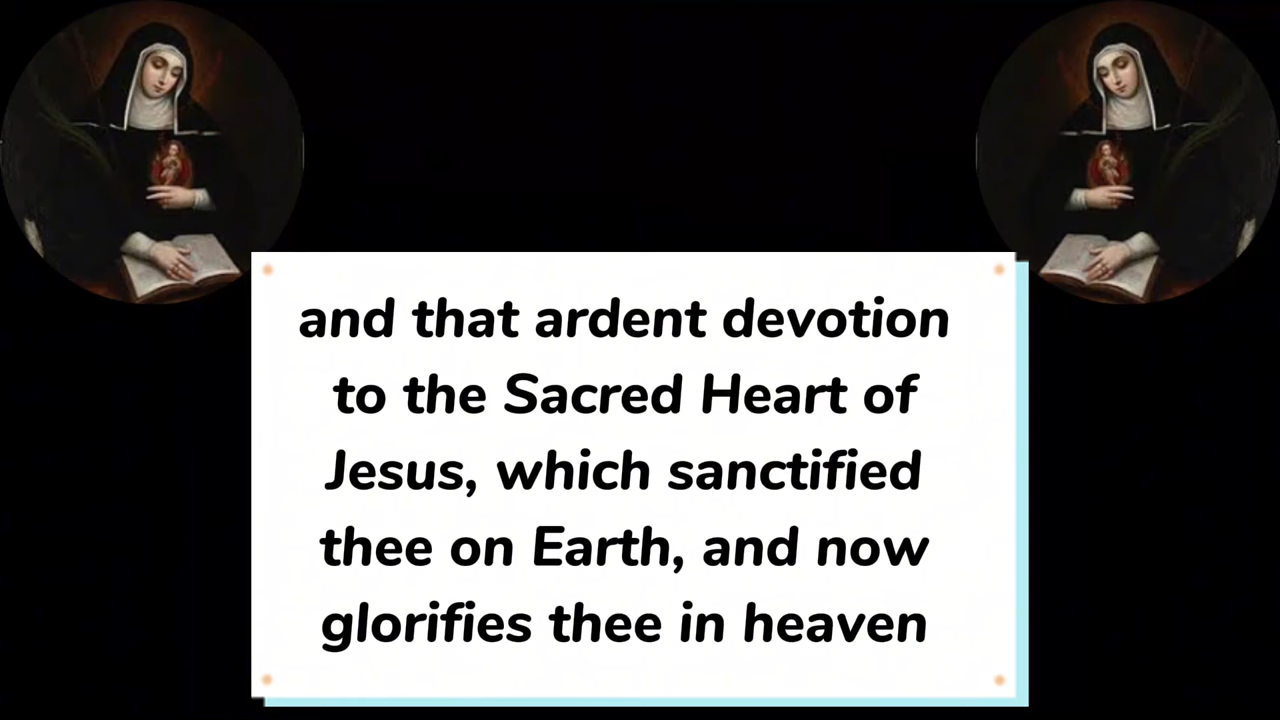 and that ardent devotion
to the Sacred Heart of
Jesus, which sanctified
thee on Earth, and now
glorifies thee in heaven